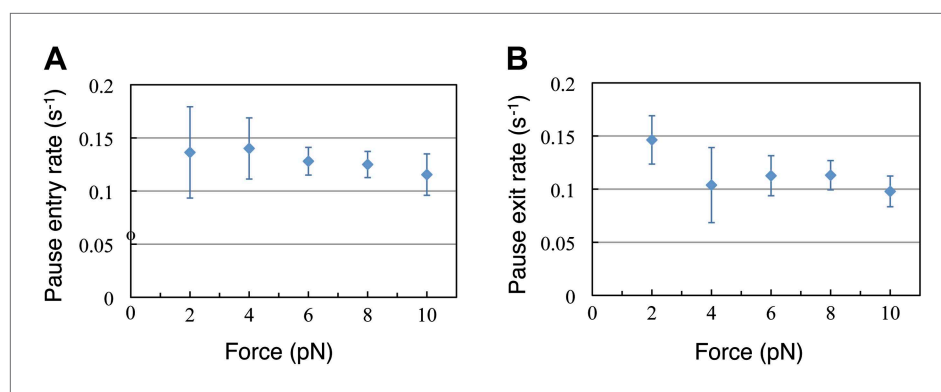 A
B
Pause entry rate (s⁻¹)
0.2
0.15
0.1
0.05
0
0 2 4 6 8 10
Force (pN)
Pause exit rate (s⁻¹)
0.2
0.15
0.1
0.05
0
0 2 4 6 8 10
Force (pN)